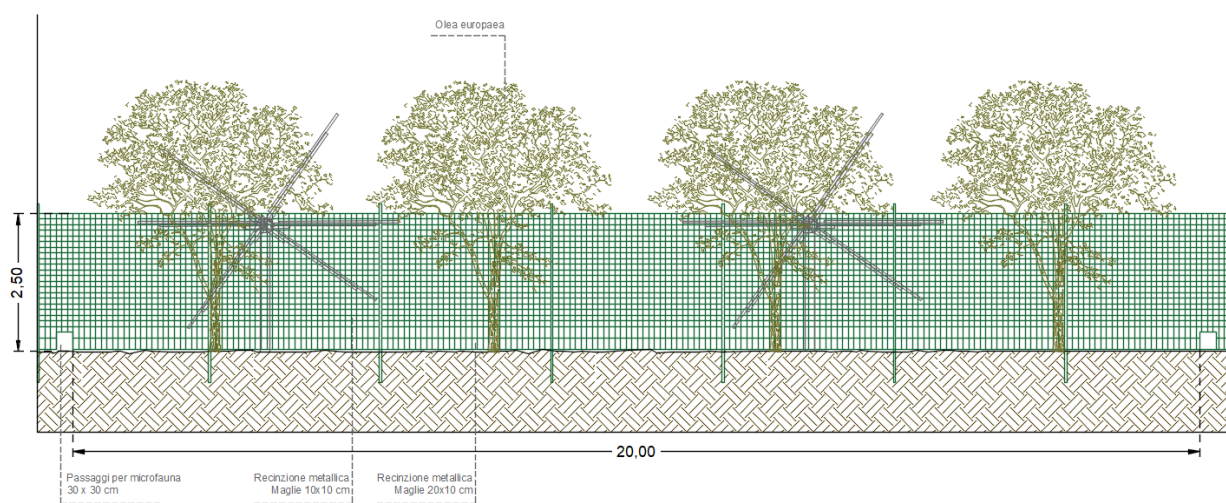 Olea europaea
2,50
20,00
Passaggi per microfauna
30 x 30 cm
Recinzione metallica
Maglie 10x10 cm
Recinzione metallica
Maglie 20x10 cm